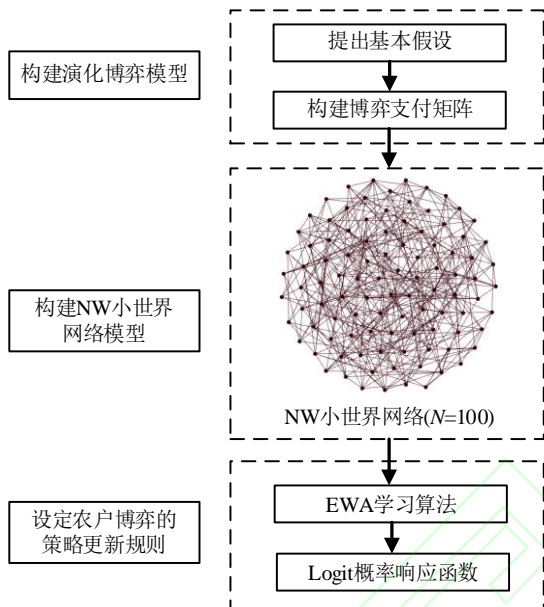 构建演化博弈模型
提出基本假设
构建博弈支付矩阵
构建NW小世界
网络模型
NW小世界网络(N=100)
设定农户博弈的
策略更新规则
EWA学习算法
Logit概率响应函数